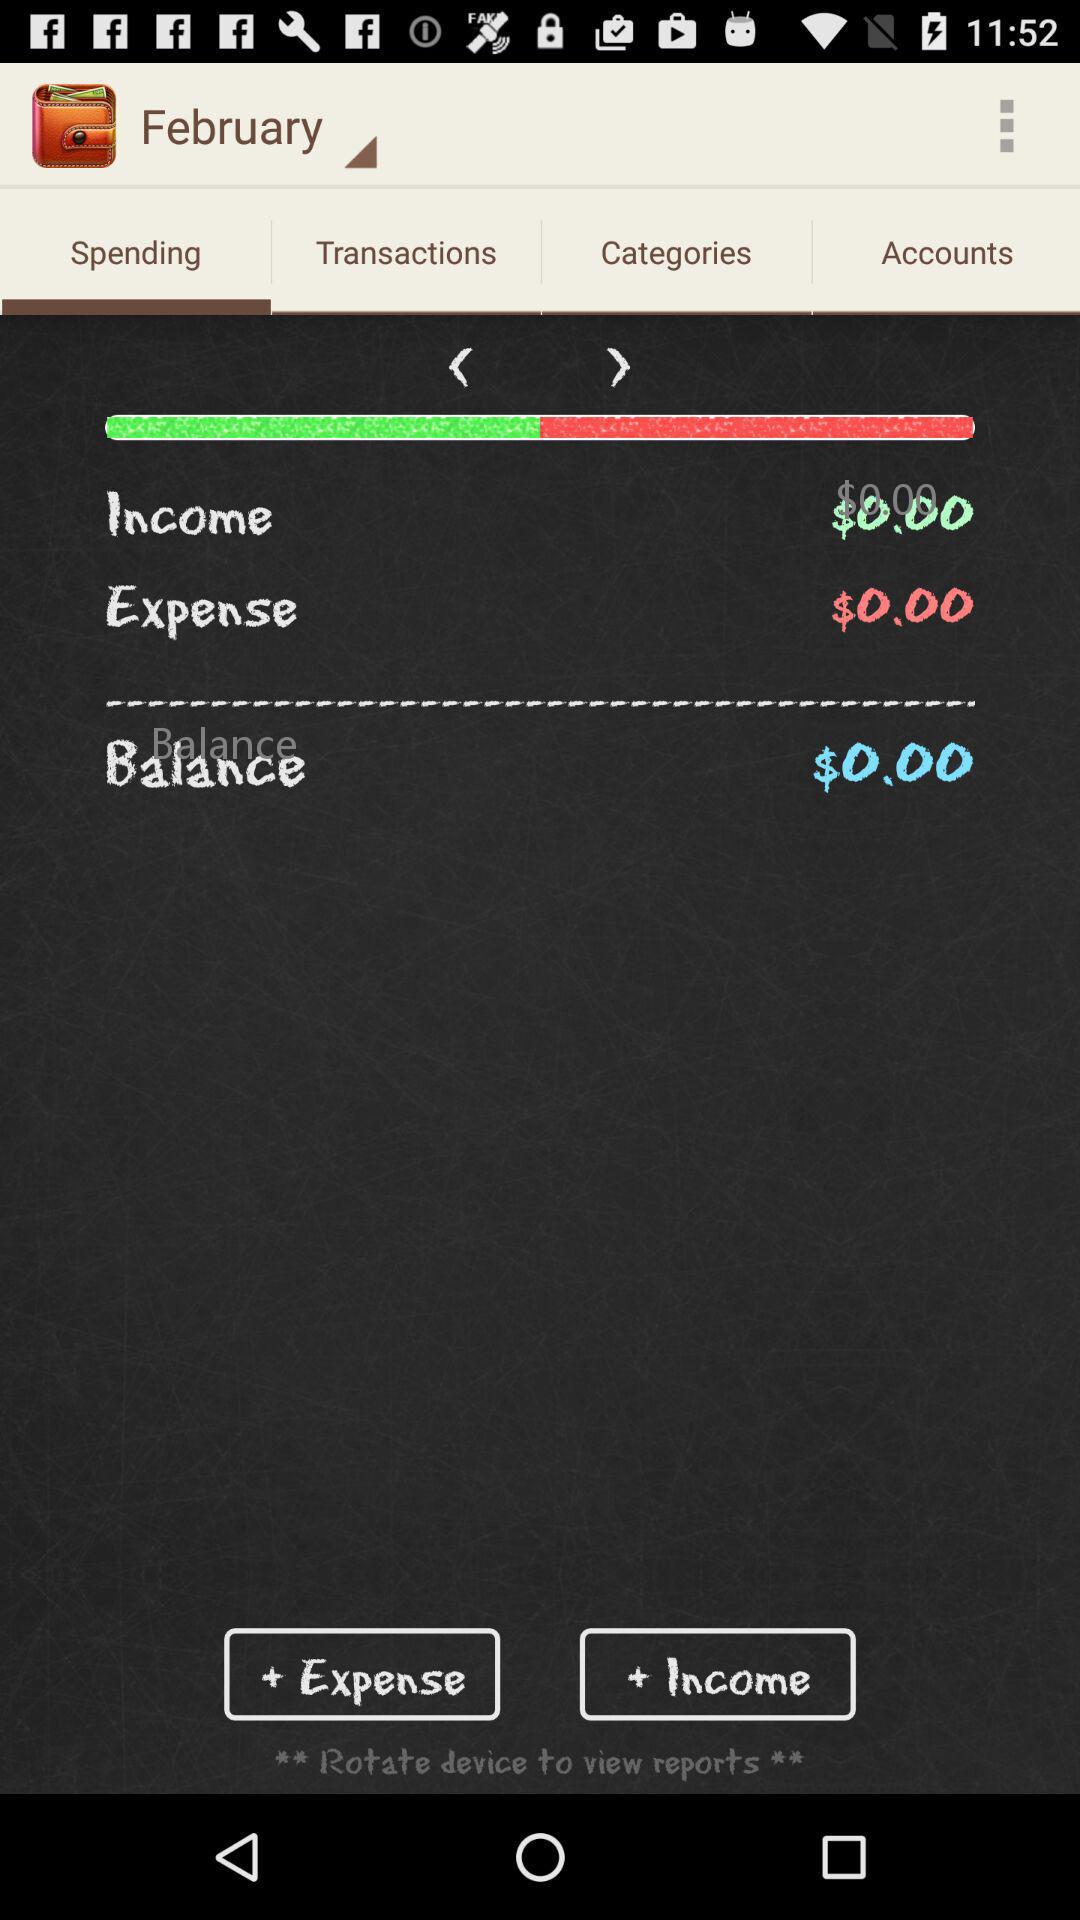 FAKE 11:52
February
Spending Transactions Categories Accounts
Income $0.00 $0.00
Expense $0.00
Balance Balance $0.00
+ Expense + Income
** Rotate device to view reports **